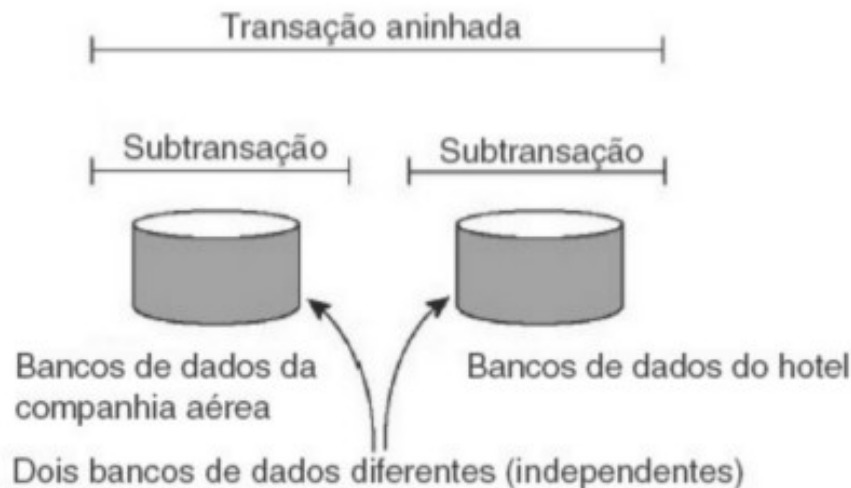 Transação aninhada
Subtransação
Subtransação
Bancos de dados da
companhia aérea
Bancos de dados do hotel
Dois bancos de dados diferentes (independentes)